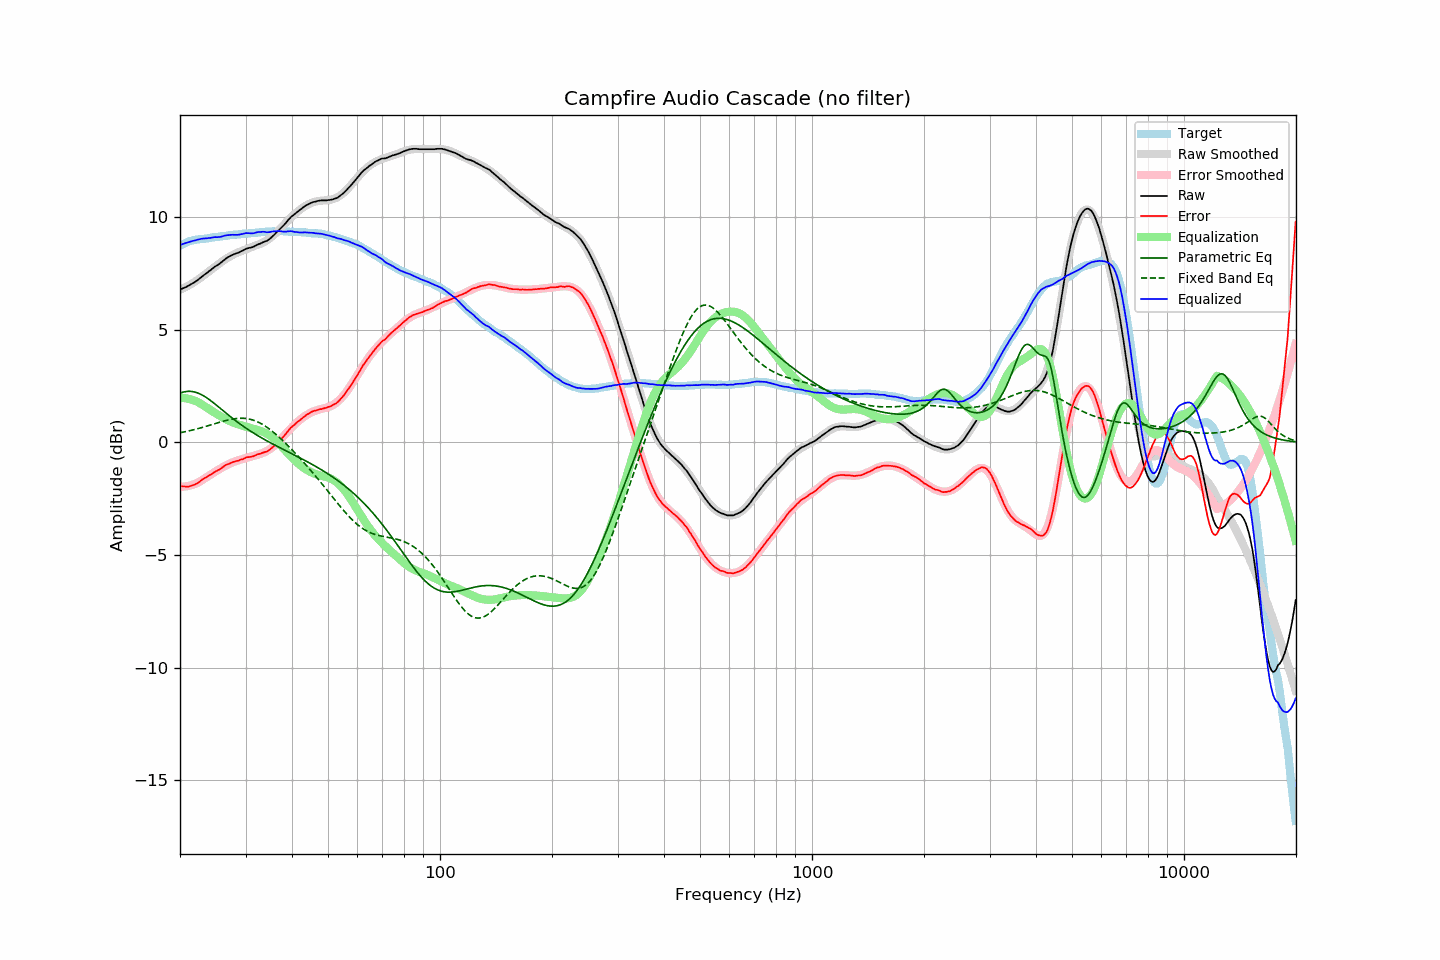 Campfire Audio Cascade (no filter)
Target
Raw Smoothed
Error Smoothed
Raw
Error
Equalization
Parametric Eq
Fixed Band Eq
Equalized
Amplitude (dBr)
10
5
0
−5
−10
−15
100
1000
10000
Frequency (Hz)